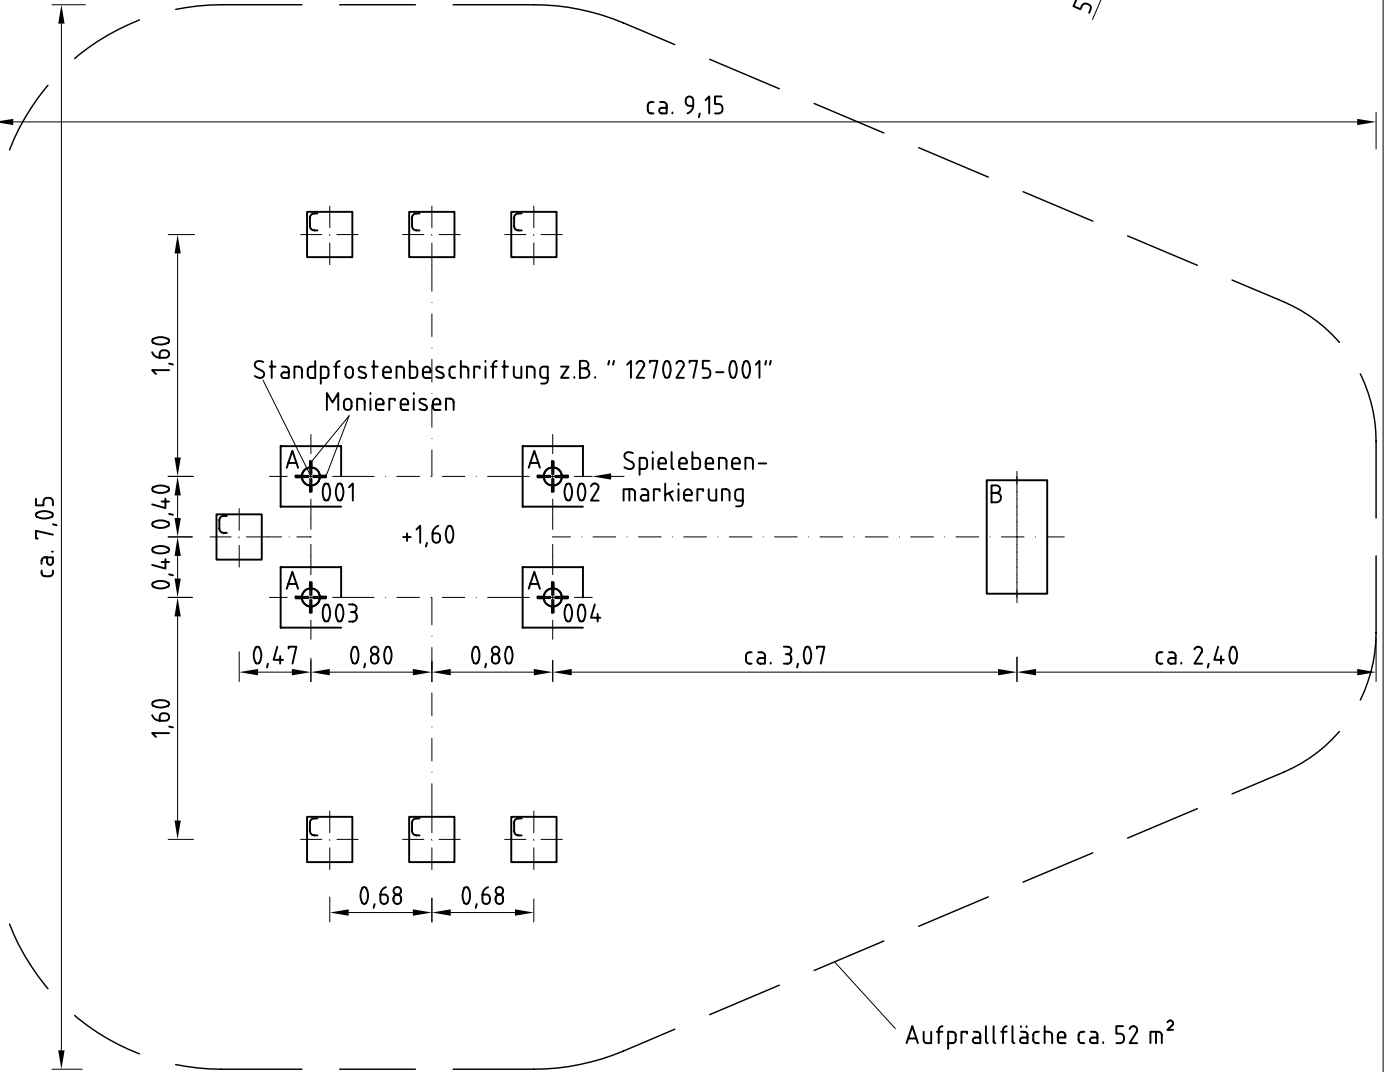 5
ca. 9,15
C
C
C
1,60
Standpfostenbeschriftung z.B. " 1270275-001"
Moniereisen
A
001
A
002
Spielebenen-
markierung
B
0,40
C
+1,60
ca. 7,05
0,40
A
003
A
004
0,47
0,80
0,80
ca. 3,07
ca. 2,40
1,60
C
C
C
0,68
0,68
Aufprallfläche ca. 52 m²